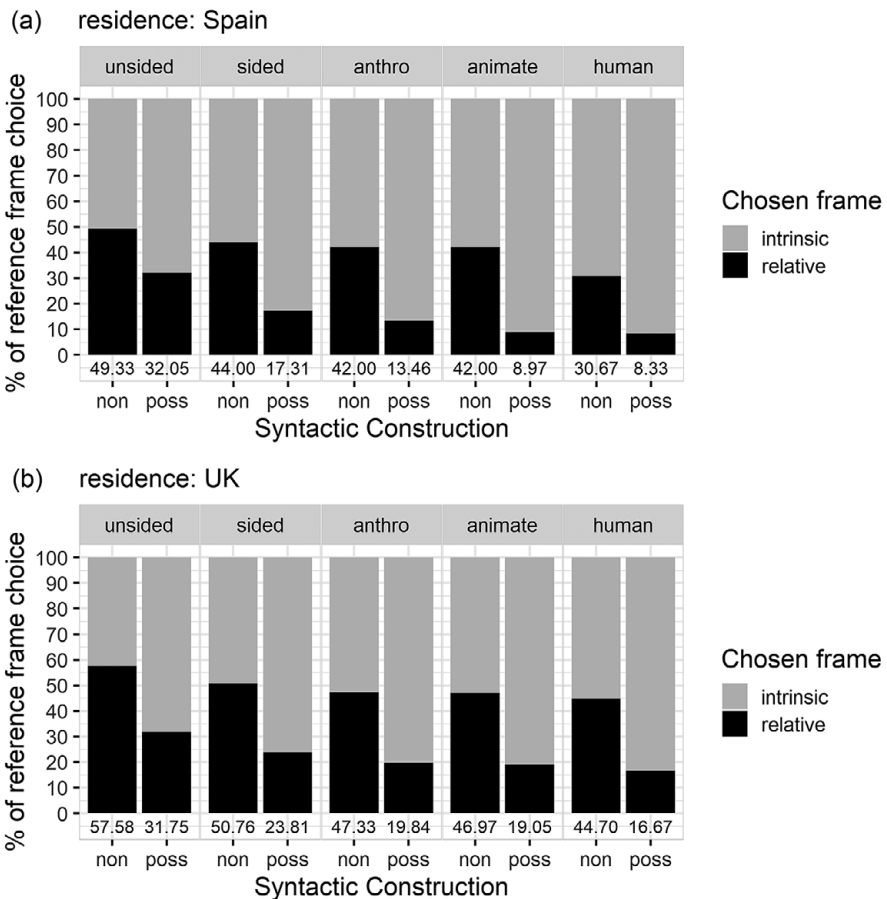 (a) residence: Spain
unsided sided anthro animate human
% of reference frame choice
100
90
80
70
60
50
40
30
20
10
0
49.33 32.05 44.00 17.31 42.00 13.46 42.00 8.97 30.67 8.33
non poss non poss non poss non poss non poss
Syntactic Construction
Chosen frame
intrinsic
relative
(b) residence: UK
unsided sided anthro animate human
% of reference frame choice
100
90
80
70
60
50
40
30
20
10
0
57.58 31.75 50.76 23.81 47.33 19.84 46.97 19.05 44.70 16.67
non poss non poss non poss non poss non poss
Syntactic Construction
Chosen frame
intrinsic
relative